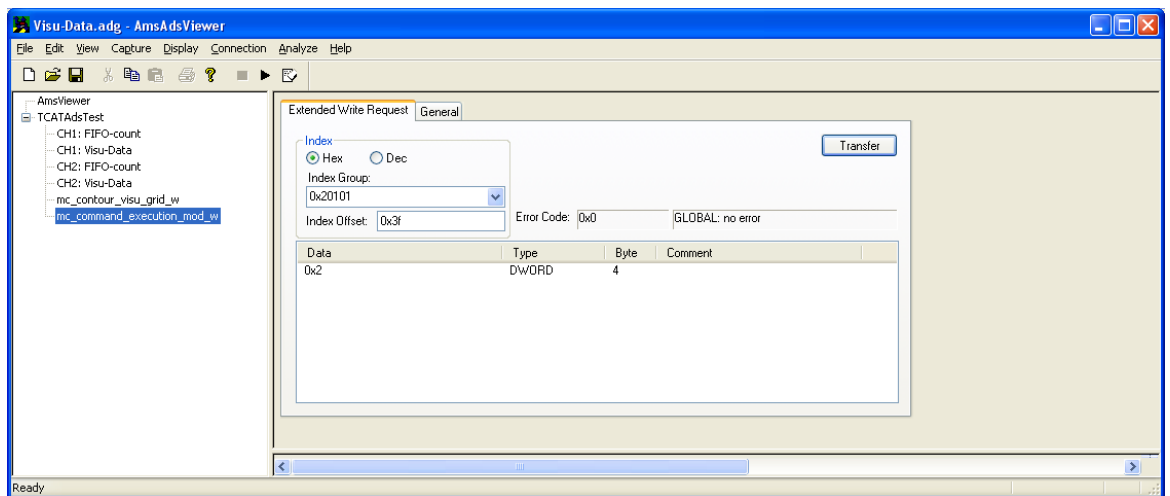 Visu-Data.adg - AmsAdsViewer
File Edit View Capture Display Connection Analyze Help
AmsViewer
TCATAdsTest
CH1: FIFO-count
CH1: Visu-Data
CH2: FIFO-count
CH2: Visu-Data
mc_contour_visu_grid_w
mc_command_execution_mod_w
Extended Write Request General
Index
Hex Dec
Index Group:
0x20101
Index Offset: 0x3f
Transfer
Error Code: 0x0 GLOBAL: no error
Data Type Byte Comment
0x2 DWORD 4
Ready